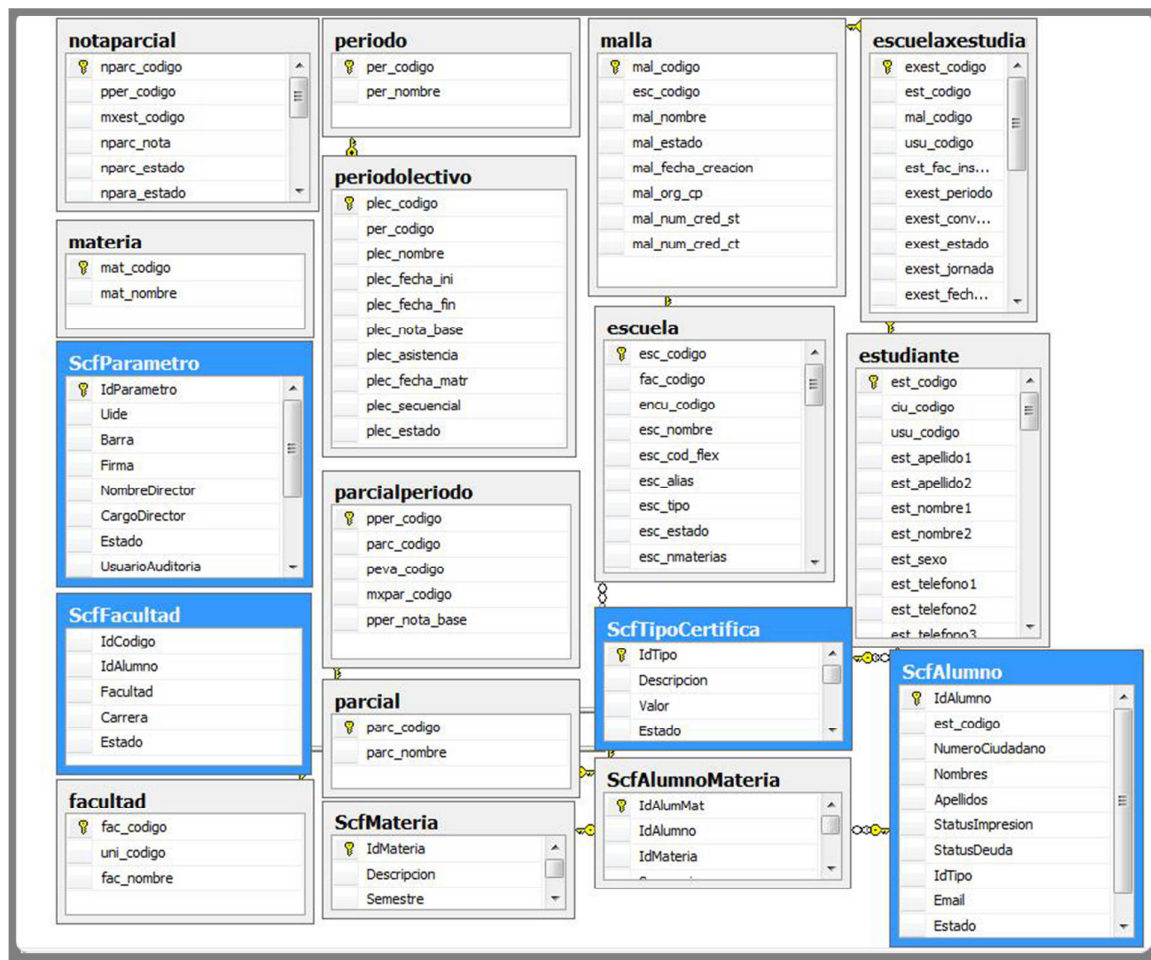 notaparcial
nparc_codigo
pper_codigo
mxest_codigo
nparc_nota
nparc_estado
npara_estado
materia
mat_codigo
mat_nombre
ScfParametro
IdParametro
Uide
Barra
Firma
NombreDirector
CargoDirector
Estado
UsuarioAuditoria
ScfFacultad
IdCodigo
IdAlumno
Facultad
Carrera
Estado
facultad
fac_codigo
uni_codigo
fac_nombre
periodo
per_codigo
per_nombre
periodolectivo
plec_codigo
per_codigo
plec_nombre
plec_fecha_ini
plec_fecha_fin
plec_nota_base
plec_asistencia
plec_fecha_matr
plec_secuencial
plec_estado
parcialperiodo
pper_codigo
parc_codigo
peva_codigo
mxpar_codigo
pper_nota_base
parcial
parc_codigo
parc_nombre
ScfMateria
IdMateria
Descripcion
Semestre
malla
mal_codigo
esc_codigo
mal_nombre
mal_estado
mal_fecha_creacion
mal_org_cp
mal_num_cred_st
mal_num_cred_ct
escuela
esc_codigo
fac_codigo
encu_codigo
esc_nombre
esc_cod_flex
esc_alias
esc_tipo
esc_estado
esc_nmaterias
ScfTipoCertifica
IdTipo
Descripcion
Valor
Estado
ScfAlumnoMateria
IdAlumMat
IdAlumno
IdMateria
escuelaxestudia
exest_codigo
est_codigo
mal_codigo
usu_codigo
est_fac_ins...
exest_periodo
exest_conv...
exest_estado
exest_jornada
exest_fech...
estudiante
est_codigo
ciu_codigo
usu_codigo
est_apellido1
est_apellido2
est_nombre1
est_nombre2
est_sexo
est_telefono1
est_telefono2
est_telefono3
ScfAlumno
IdAlumno
est_codigo
NumeroCiudadano
Nombres
Apellidos
StatusImpresion
StatusDeuda
IdTipo
Email
Estado